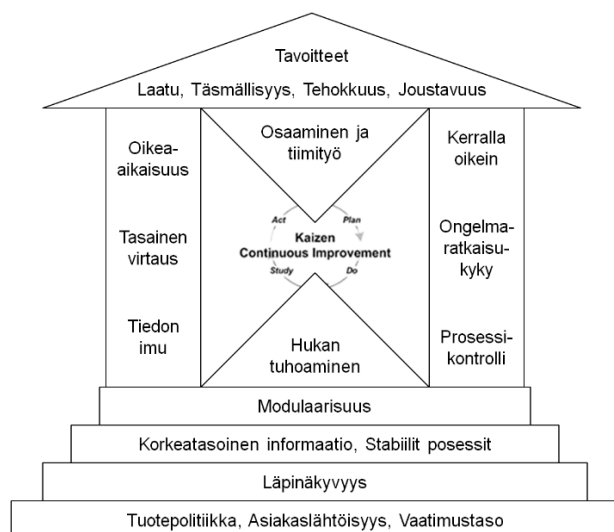 Tavoitteet
Laatu, Täsmällisyys, Tehokkuus, Joustavuus
Oikea-
aikaisuus
Tasainen
virtaus
Tiedon
imu
Osaaminen ja
tiimityö
Act
Plan
Kaizen
Continuous Improvement
Study
Do
Hukan
tuhoaminen
Kerralla
oikein
Ongelma-
ratkaisu-
kyky
Prosessi-
kontrolli
Modulaarisuus
Korkeatasoinen informaatio, Stabiilit posessit
Läpinäkyvyys
Tuotepolitiikka, Asiakaslähtöisyys, Vaatimustaso